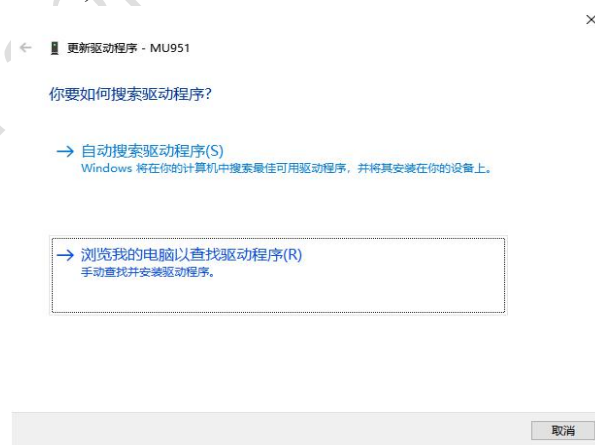 更新驱动程序 - MU951
你要如何搜索驱动程序?
自动搜索驱动程序(S)
Windows 将在你的计算机中搜索最佳可用驱动程序，并将其安装在你的设备上。
浏览我的电脑以查找驱动程序(R)
手动查找并安装驱动程序。
取消